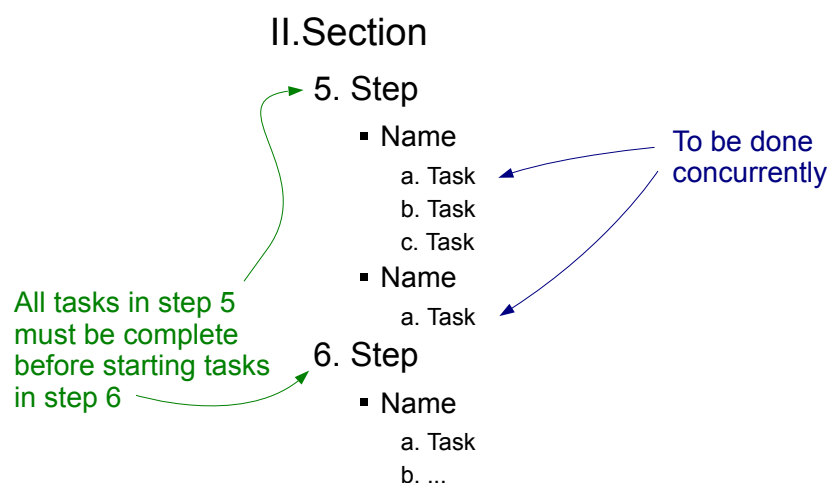 II.Section
5. Step
▪ Name
a. Task
b. Task
c. Task
▪ Name
a. Task
6. Step
▪ Name
a. Task
b. ...
To be done
concurrently
All tasks in step 5
must be complete
before starting tasks
in step 6